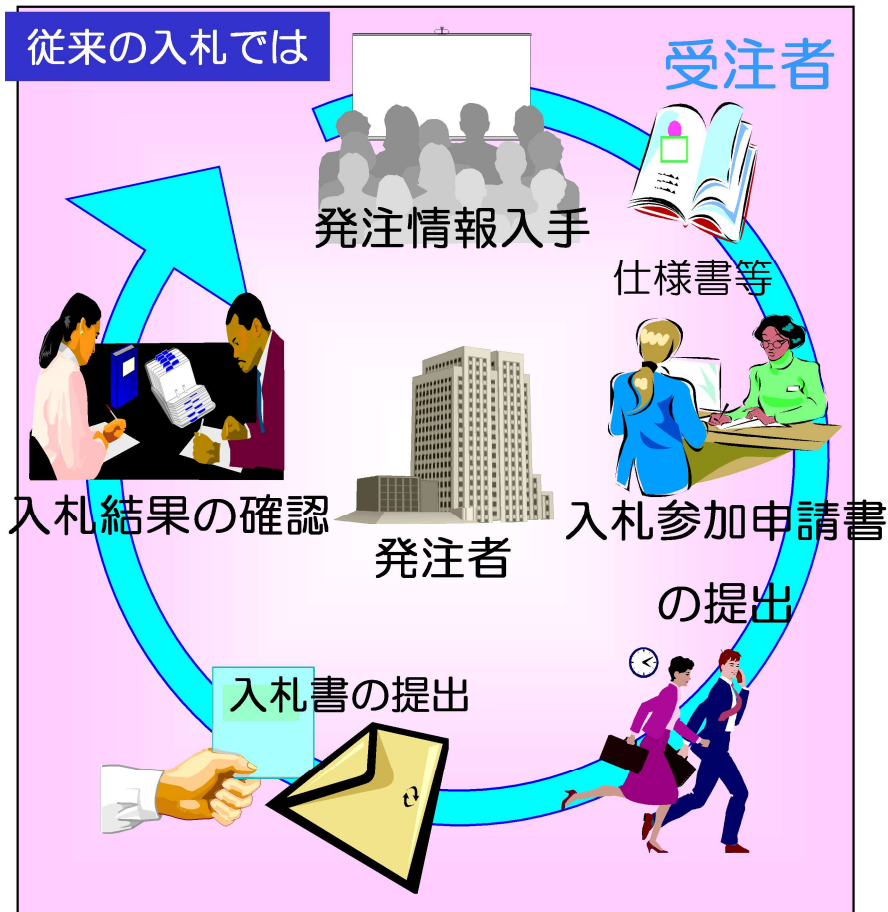 従来の入札では
受注者
発注情報入手
仕様書等
入札参加申請書
の提出
入札結果の確認
発注者
入札書の提出